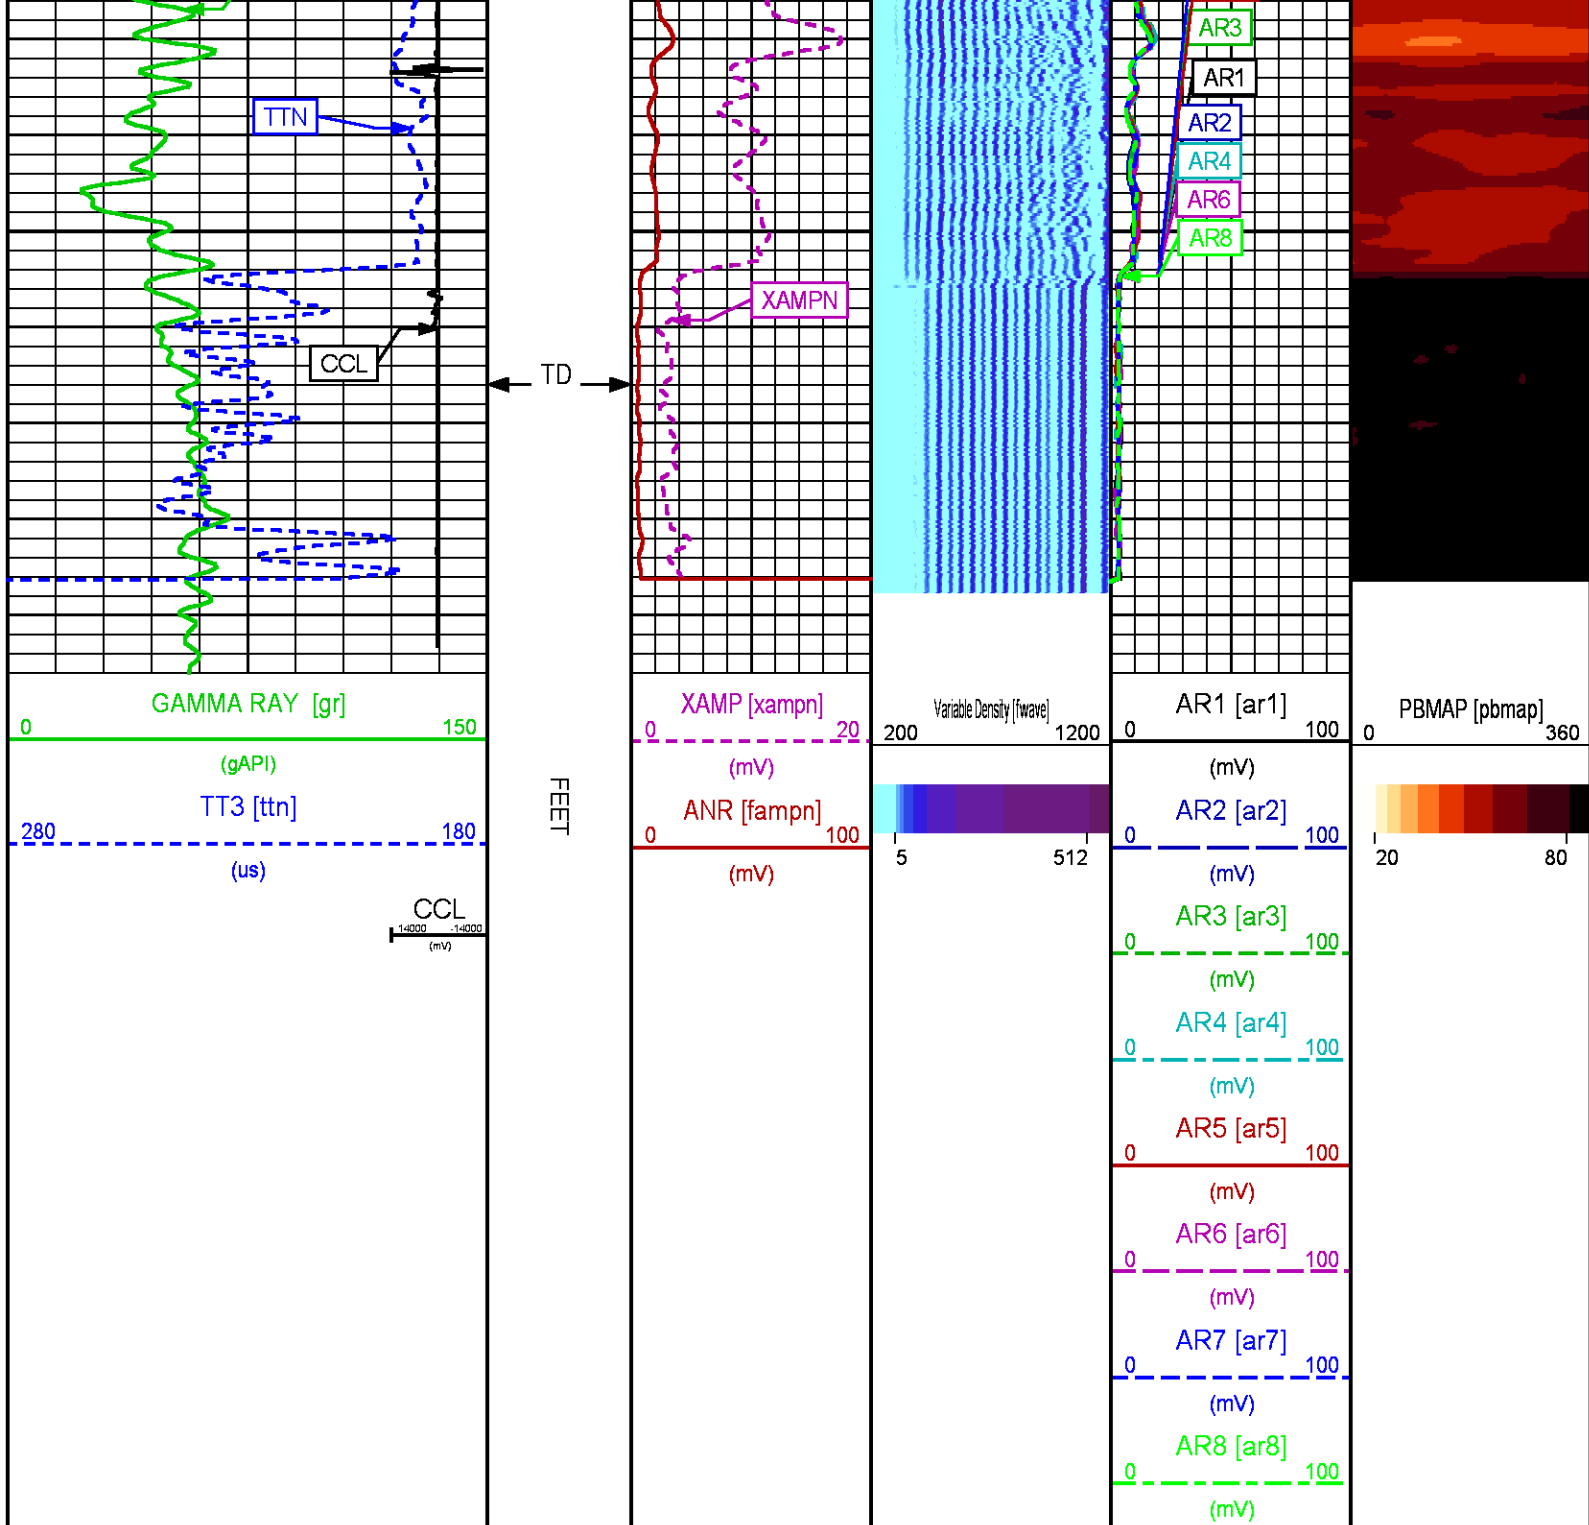 AR3
AR1
TTN
AR2
AR4
AR6
AR8
XAMPN
CCL
TD
GAMMA RAY [gr]
0 150
(gAPI)
TT3 [ttn]
280 180
(us)
CCL
14000 -14000
(mV)
FEET
XAMP [xampn]
0 20
(mV)
ANR [fampn]
0 100
(mV)
Variable Density [fwave]
200 1200
5 512
AR1 [ar1]
0 100
(mV)
AR2 [ar2]
0 100
(mV)
AR3 [ar3]
0 100
(mV)
AR4 [ar4]
0 100
(mV)
AR5 [ar5]
0 100
(mV)
AR6 [ar6]
0 100
(mV)
AR7 [ar7]
0 100
(mV)
AR8 [ar8]
0 100
(mV)
PBMAP [pbmap]
0 360
20 80